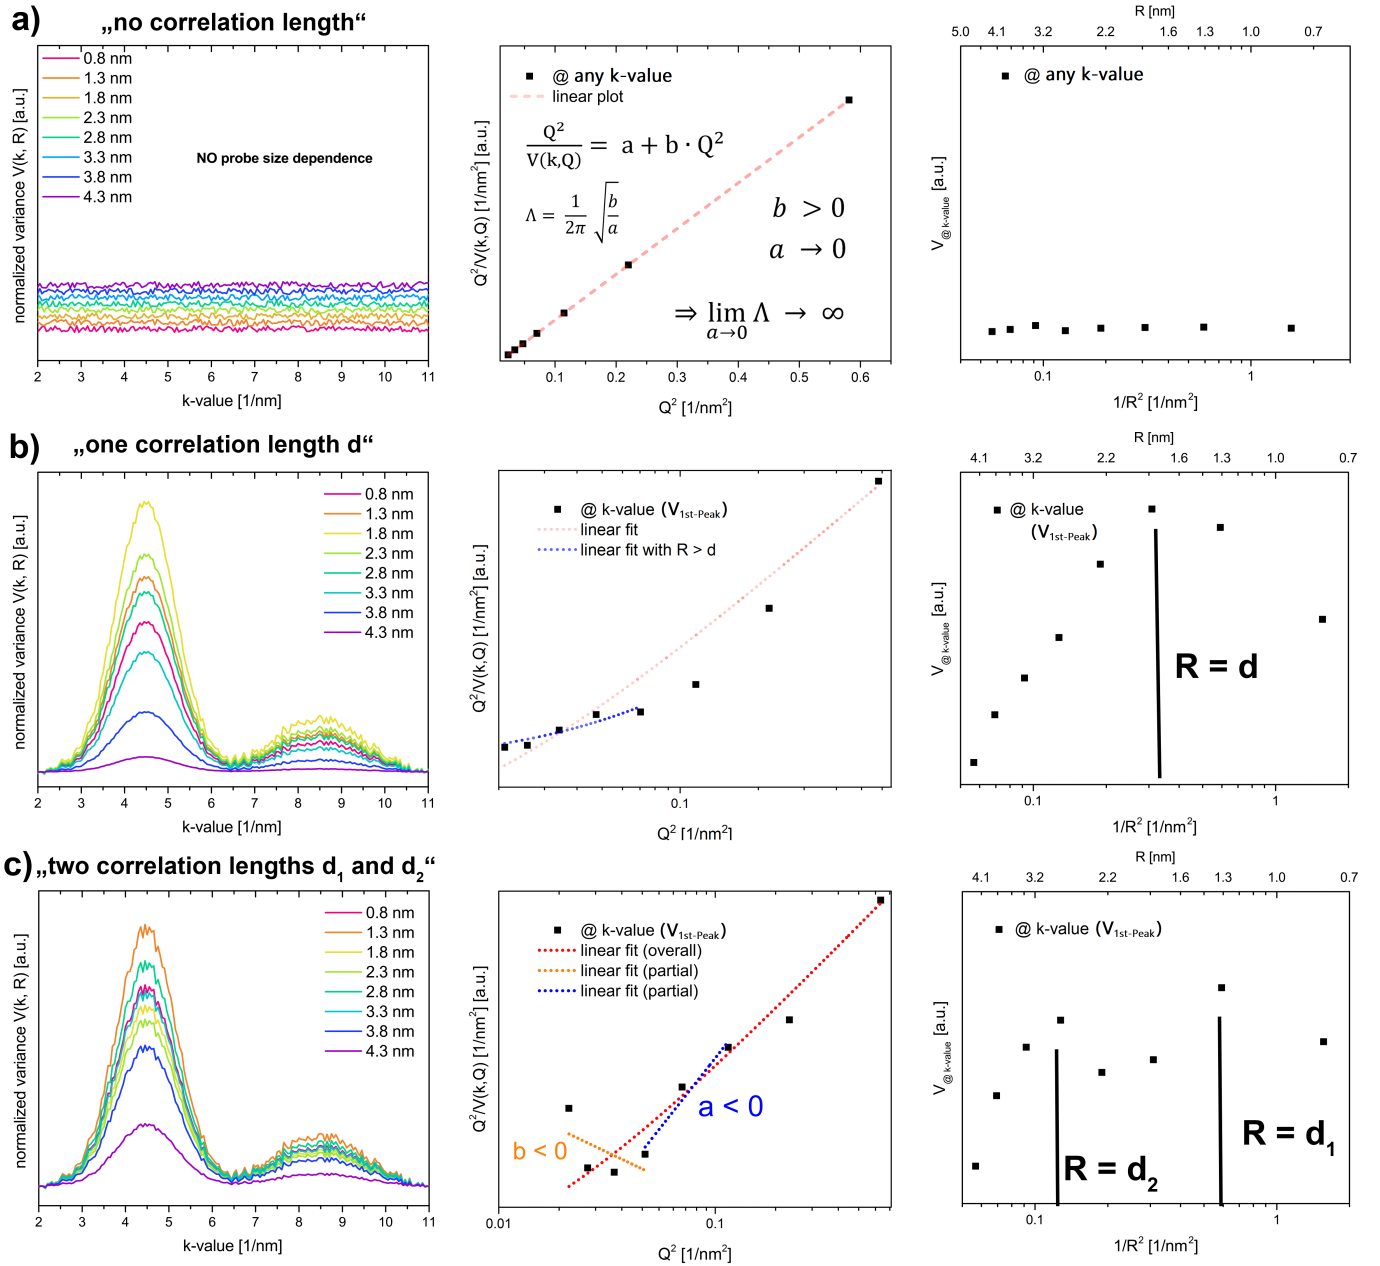 a)
„no correlation length“
normalized variance V(k, R) [a.u.]
0.8 nm
1.3 nm
1.8 nm
2.3 nm
2.8 nm
3.3 nm
3.8 nm
4.3 nm
NO probe size dependence
2 3 4 5 6 7 8 9 10 11
k-value [1/nm]
Q²/V(k,Q) [1/nm²] [a.u.]
@ any k-value
linear plot
Q²/V(k,Q) = a + b · Q²
Λ = 1/2π √b/a
b > 0
a → 0
⇒ lim a→0 Λ → ∞
0.1 0.2 0.3 0.4 0.5 0.6
Q² [1/nm²]
R [nm]
5.0 4.1 3.2 2.2 1.6 1.3 1.0 0.7
V@ k-value [a.u.]
@ any k-value
0.1 1
1/R² [1/nm²]
b)
„one correlation length d“
normalized variance V(k, R) [a.u.]
0.8 nm
1.3 nm
1.8 nm
2.3 nm
2.8 nm
3.3 nm
3.8 nm
4.3 nm
2 3 4 5 6 7 8 9 10 11
k-value [1/nm]
Q²/V(k,Q) [1/nm²] [a.u.]
@ k-value (V1st-Peak)
linear fit
linear fit with R > d
0.1
Q² [1/nm²]
R [nm]
4.1 3.2 2.2 1.6 1.3 1.0 0.7
V@ k-value [a.u.]
@ k-value
(V1st-Peak)
R = d
0.1 1
1/R² [1/nm²]
c)
„two correlation lengths d1 and d2“
normalized variance V(k, R) [a.u.]
0.8 nm
1.3 nm
1.8 nm
2.3 nm
2.8 nm
3.3 nm
3.8 nm
4.3 nm
2 3 4 5 6 7 8 9 10 11
k-value [1/nm]
Q²/V(k,Q) [1/nm²] [a.u.]
@ k-value (V1st-Peak)
linear fit (overall)
linear fit (partial)
linear fit (partial)
a < 0
b < 0
0.01 0.1
Q² [1/nm²]
R [nm]
4.1 3.2 2.2 1.6 1.3 1.0 0.7
V@ k-value [a.u.]
@ k-value (V1st-Peak)
R = d1
R = d2
0.1 1
1/R² [1/nm²]